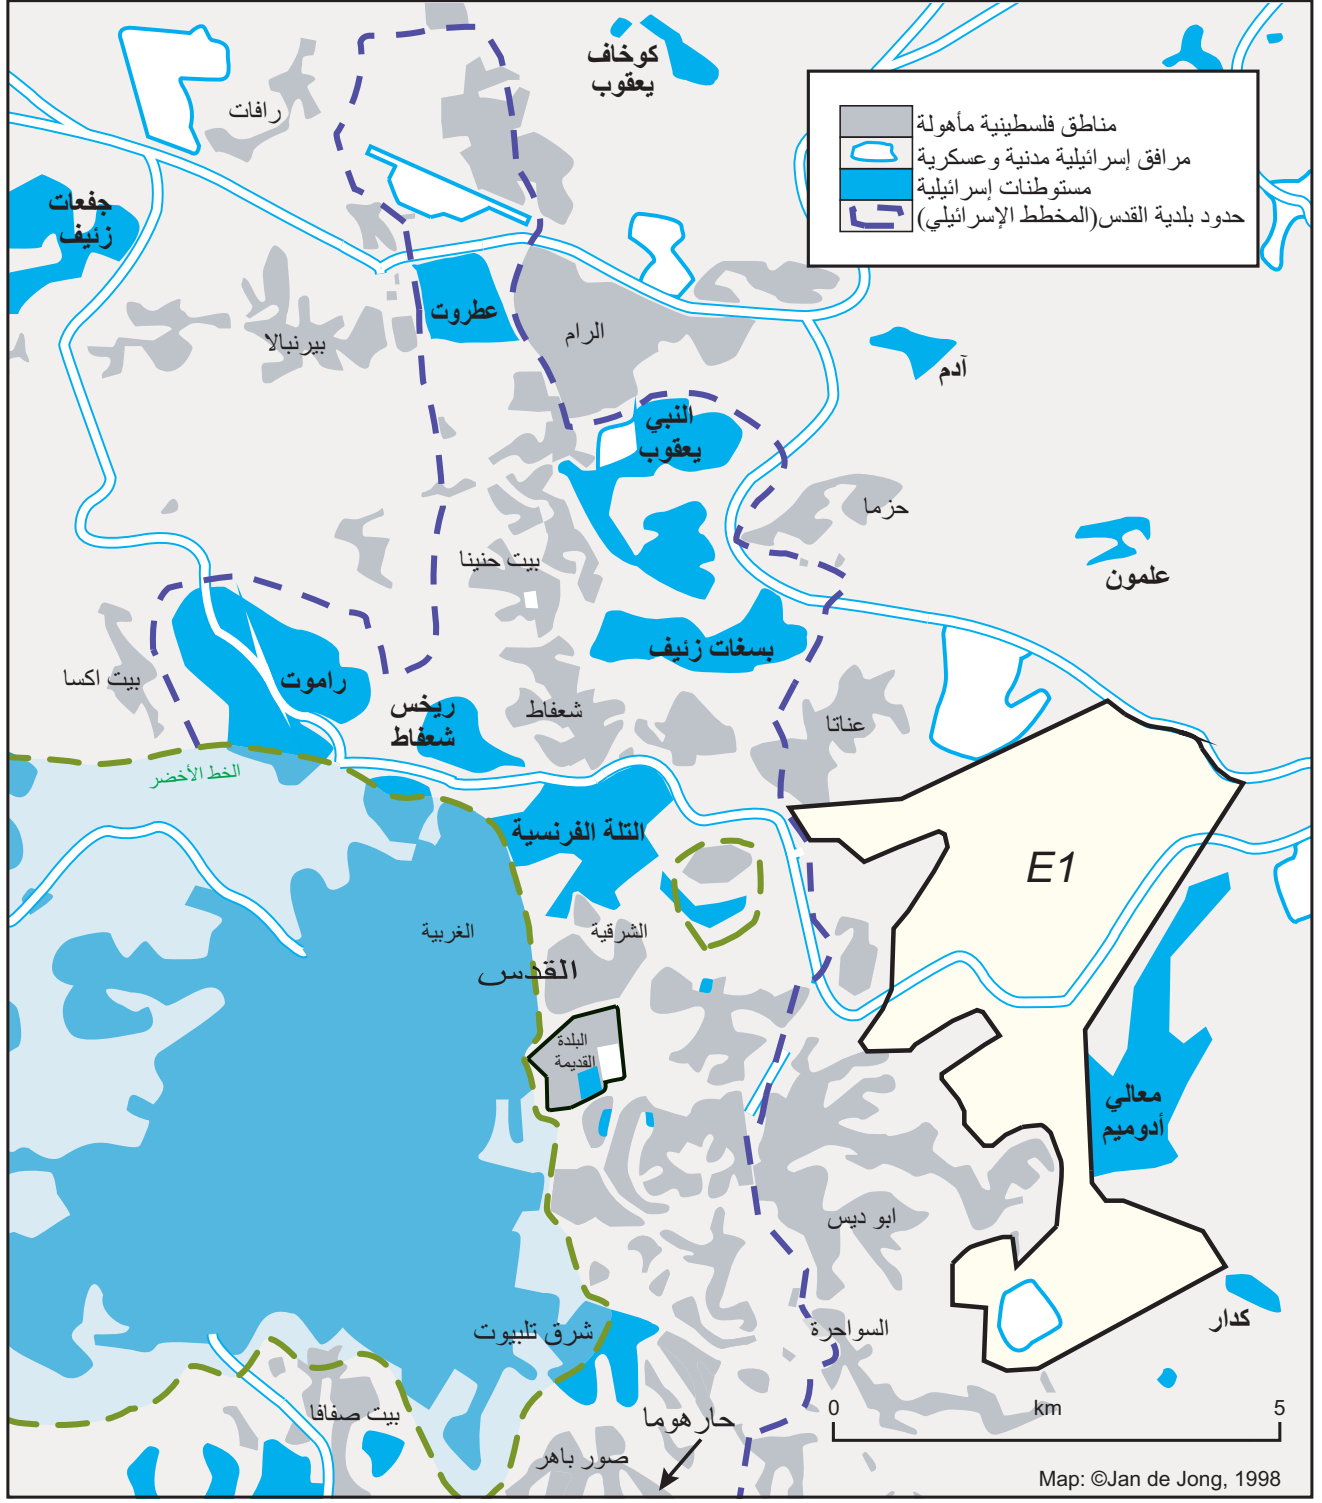 كوخاف
يعقوب
رافات
مناطق فلسطينية مأهولة
مرافق إسرائيلية مدنية وعسكرية
مستوطنات إسرائيلية
حدود بلدية القدس(المخطط الإسرائيلي)
جفعات
زئيف
عطروت
الرام
بيرنبالا
آدم
النبي
يعقوب
حزما
بيت حنينا
علمون
بسغات زئيف
بيت اكسا
راموت
ريخس
شعفاط
شعفاط
عناتا
الخط الأخضر
التلة الفرنسية
E1
الغربية
الشرقية
القدس
البلدة
القديمة
معالي
أدوميم
ابو ديس
كدار
السواحرة
شرق تلبيوت
بيت صفافا
حار هوما
صور باهر
0 km 5
Map: ©Jan de Jong, 1998